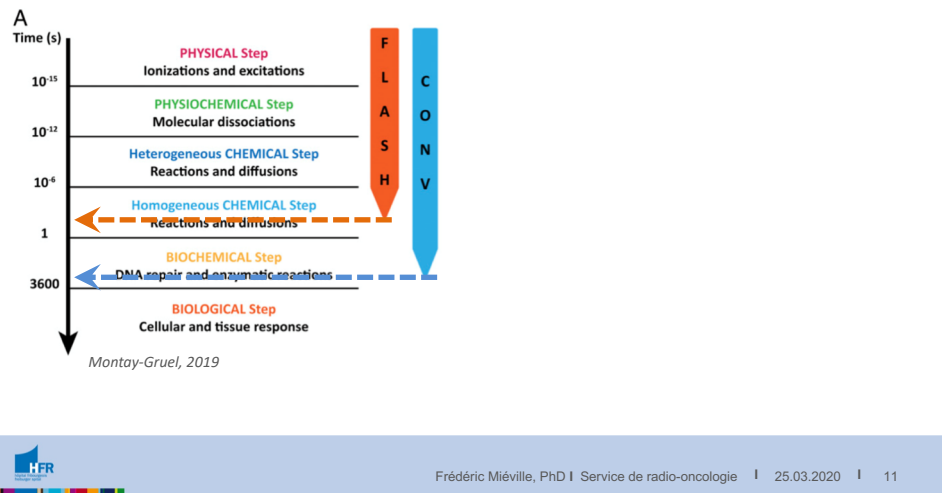 A
Time (s)
PHYSICAL Step
Ionizations and excitations
10-15
PHYSIOCHEMICAL Step
Molecular dissociations
10-12
Heterogeneous CHEMICAL Step
Reactions and diffusions
10-6
Homogeneous CHEMICAL Step
Reactions and diffusions
1
BIOCHEMICAL Step
DNA repair and enzymatic reactions
3600
BIOLOGICAL Step
Cellular and tissue response
FLASH
CONV
Montay-Gruel, 2019
HFR
Frédéric Miéville, PhD I Service de radio-oncologie I 25.03.2020 I 11